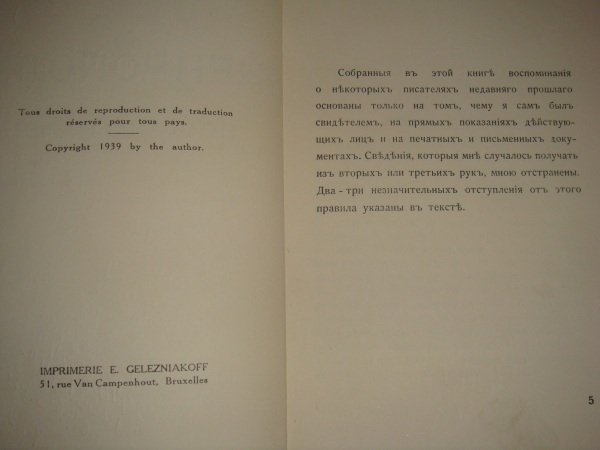 Tous droits de reproduction et de traduction
réservés pour tous pays.
Copyright 1939 by the author.
IMPRIMERIE E. GELEZNIAKOFF
51, rue Van Campenhout, Bruxelles
Собранныя въ этой книгѣ воспоминанія
о нѣкоторыхъ писателяхъ недавняго прошлаго
основаны только на томъ, чему я самъ былъ
свидѣтелемъ, на прямыхъ показаніяхъ дѣйствую-
щихъ лицъ и на печатныхъ и письменныхъ доку-
ментахъ. Свѣдѣнія, которыя мнѣ случалось получать
изъ вторыхъ или третьихъ рукъ, мною отстранены.
Два-три незначительныхъ отступленія отъ этого
правила указаны въ текстѣ.
5